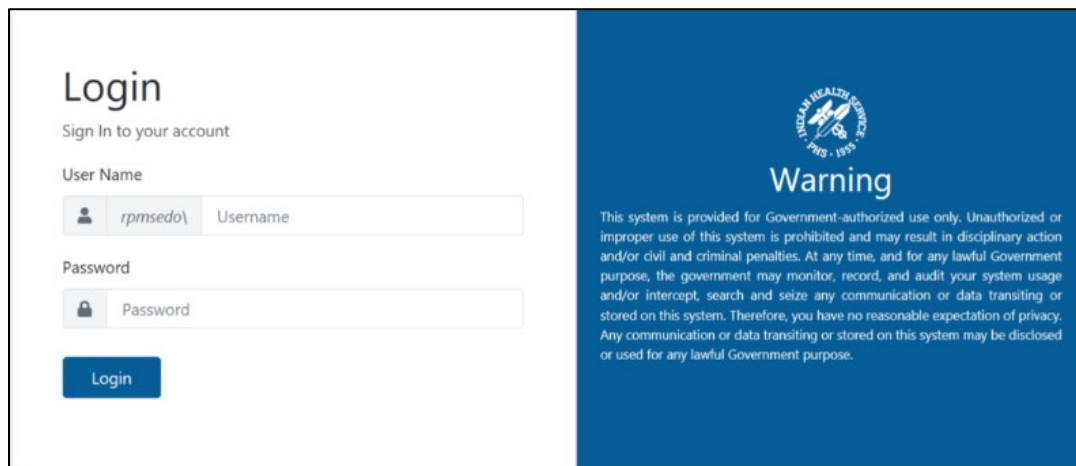 Login
Sign In to your account
User Name
rpmsedo\ Username
Password
Password
Login
INDIAN HEALTH SERVICE
PHS · 1955
Warning
This system is provided for Government-authorized use only. Unauthorized or
improper use of this system is prohibited and may result in disciplinary action
and/or civil and criminal penalties. At any time, and for any lawful Government
purpose, the government may monitor, record, and audit your system usage
and/or intercept, search and seize any communication or data transiting or
stored on this system. Therefore, you have no reasonable expectation of privacy.
Any communication or data transiting or stored on this system may be disclosed
or used for any lawful Government purpose.